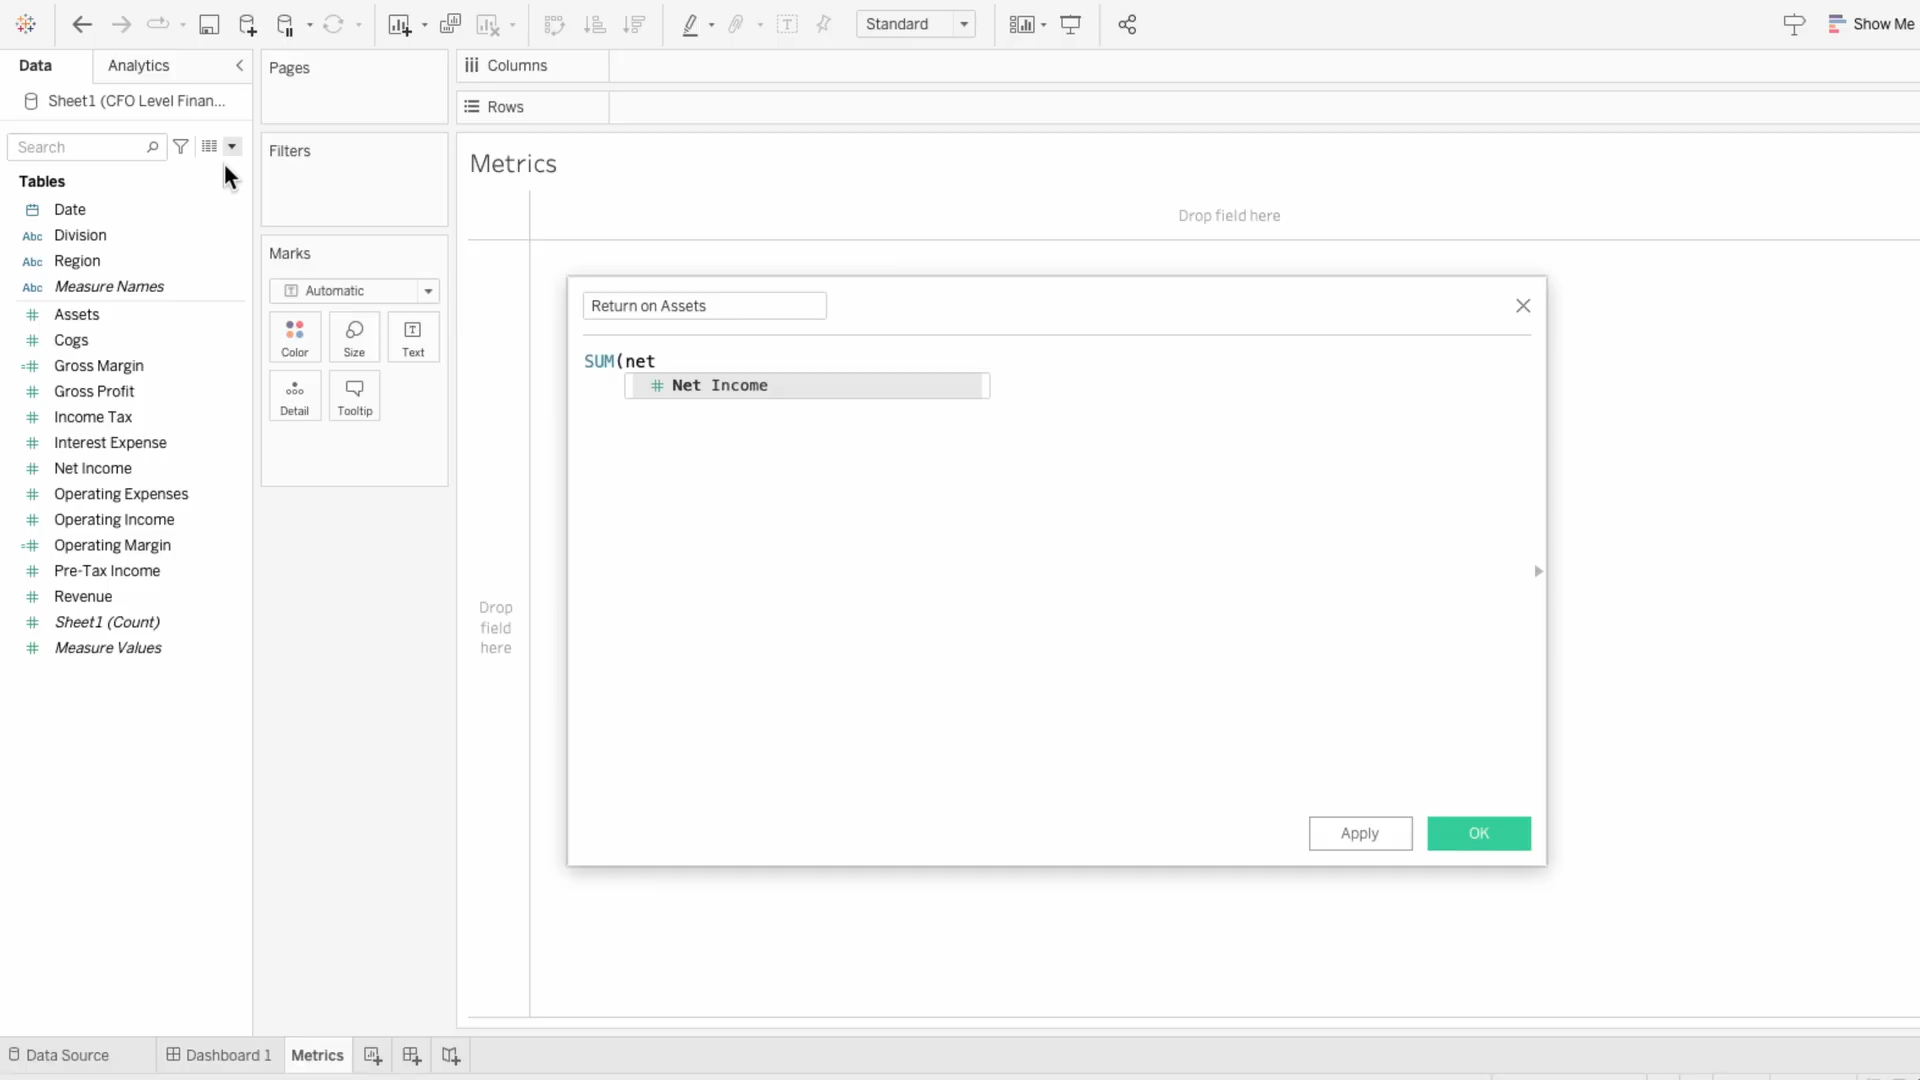 Standard
Show Me
Data
Analytics
Pages
Columns
Sheet1 (CFO Level Finan...
Rows
Search
Filters
Metrics
Tables
Date
Drop field here
Abc Division
Abc Region
Marks
Abc Measure Names
Automatic
Return on Assets
Assets
Cogs
Color
Size
Text
SUM(net
Gross Margin
Net Income
Gross Profit
Detail
Tooltip
Income Tax
Interest Expense
Net Income
Operating Expenses
Operating Income
Operating Margin
Pre-Tax Income
Revenue
Drop
field
here
Sheet1 (Count)
Measure Values
Apply
OK
Data Source
Dashboard 1
Metrics